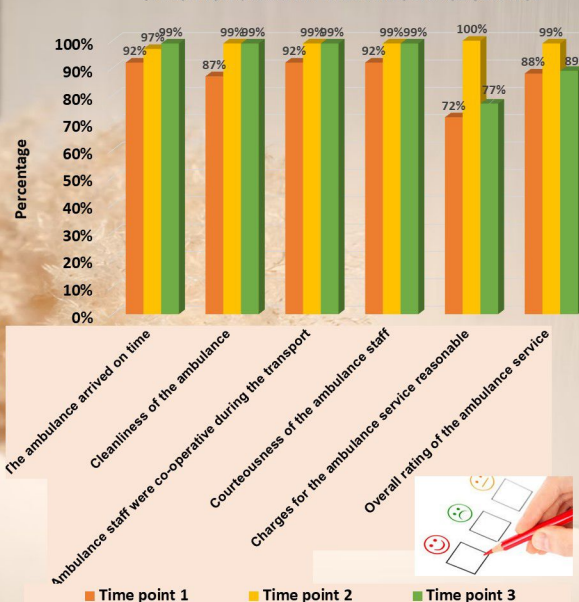 Percentage
100%
90%
80%
70%
60%
50%
40%
30%
20%
10%
0%
92% 97% 99%
87% 99% 99%
92% 99% 99%
92% 99% 99%
72% 100% 77%
88% 99% 89
The ambulance arrived on time
Cleanliness of the ambulance
Ambulance staff were co-operative during the transport
Courteousness of the ambulance staff
Charges for the ambulance service reasonable
Overall rating of the ambulance service
Time point 1 Time point 2 Time point 3